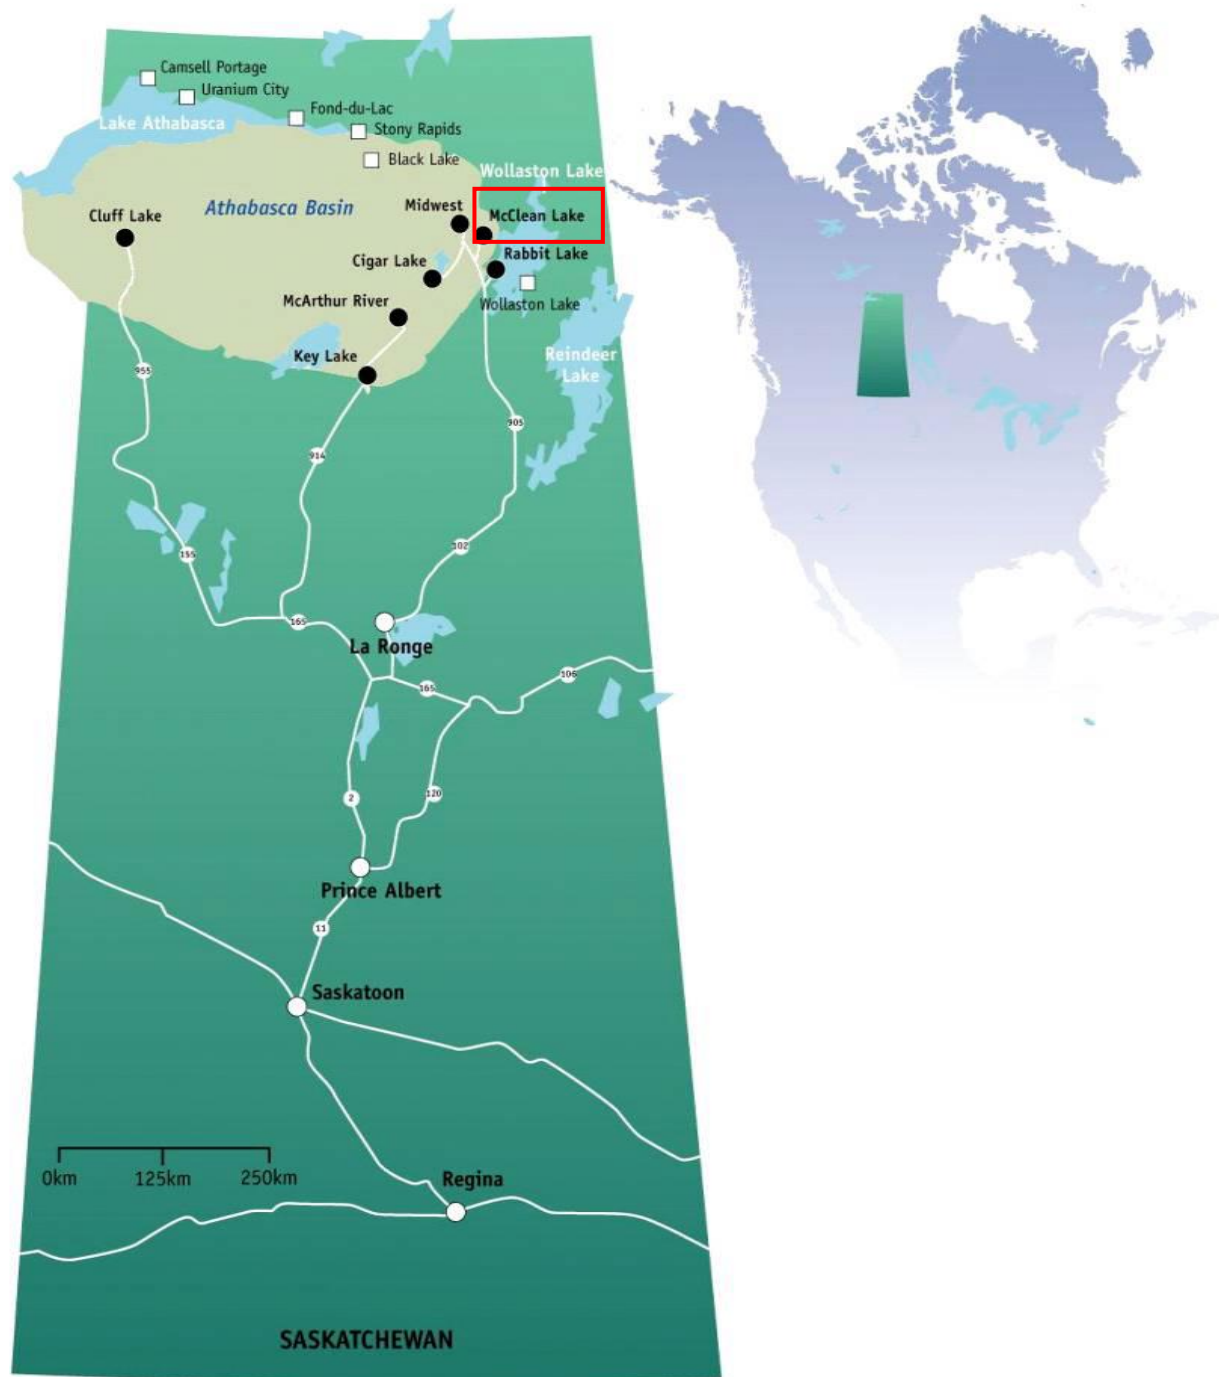 Camsell Portage
Uranium City
Fond-du-Lac
Lake Athabasca
Stony Rapids
Black Lake
Wollaston Lake
Athabasca Basin
Midwest
McClean Lake
Cluff Lake
Cigar Lake
Rabbit Lake
McArthur River
Wollaston Lake
Key Lake
Reindeer
Lake
955
905
914
102
155
165
La Ronge
106
165
2
120
Prince Albert
11
Saskatoon
0km 125km 250km
Regina
SASKATCHEWAN